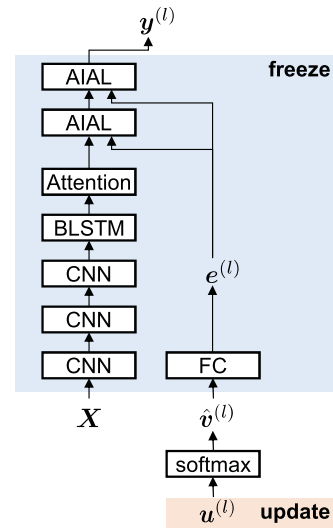 y^{(l)}
freeze
AIAL
AIAL
Attention
BLSTM
CNN
e^{(l)}
CNN
CNN
FC
X
v̂^{(l)}
softmax
u^{(l)}
update